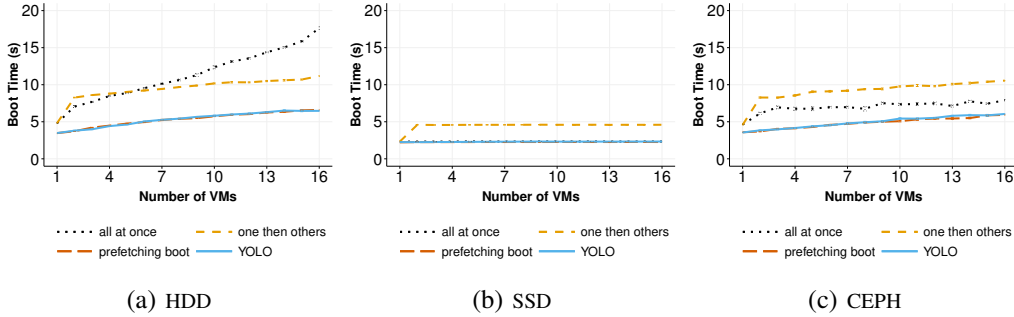 20
15
10
5
0
Boot Time (s)
1 4 7 10 13 16
Number of VMs
all at once one then others
prefetching boot YOLO
(a) HDD
20
15
10
5
0
Boot Time (s)
1 4 7 10 13 16
Number of VMs
all at once one then others
prefetching boot YOLO
(b) SSD
20
15
10
5
0
Boot Time (s)
1 4 7 10 13 16
Number of VMs
all at once one then others
prefetching boot YOLO
(c) CEPH